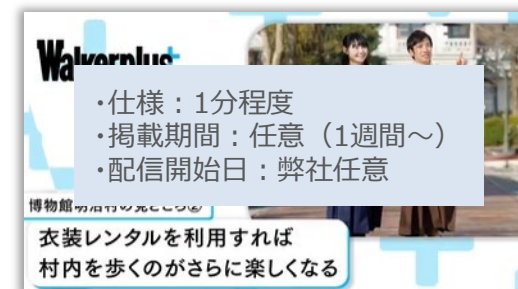 Walkerplus
・仕様：1分程度
・掲載期間：任意（1週間～）
・配信開始日：弊社任意
博物館明治村の見どころ②
衣装レンタルを利用すれば
村内を歩くのがさらに楽しくなる